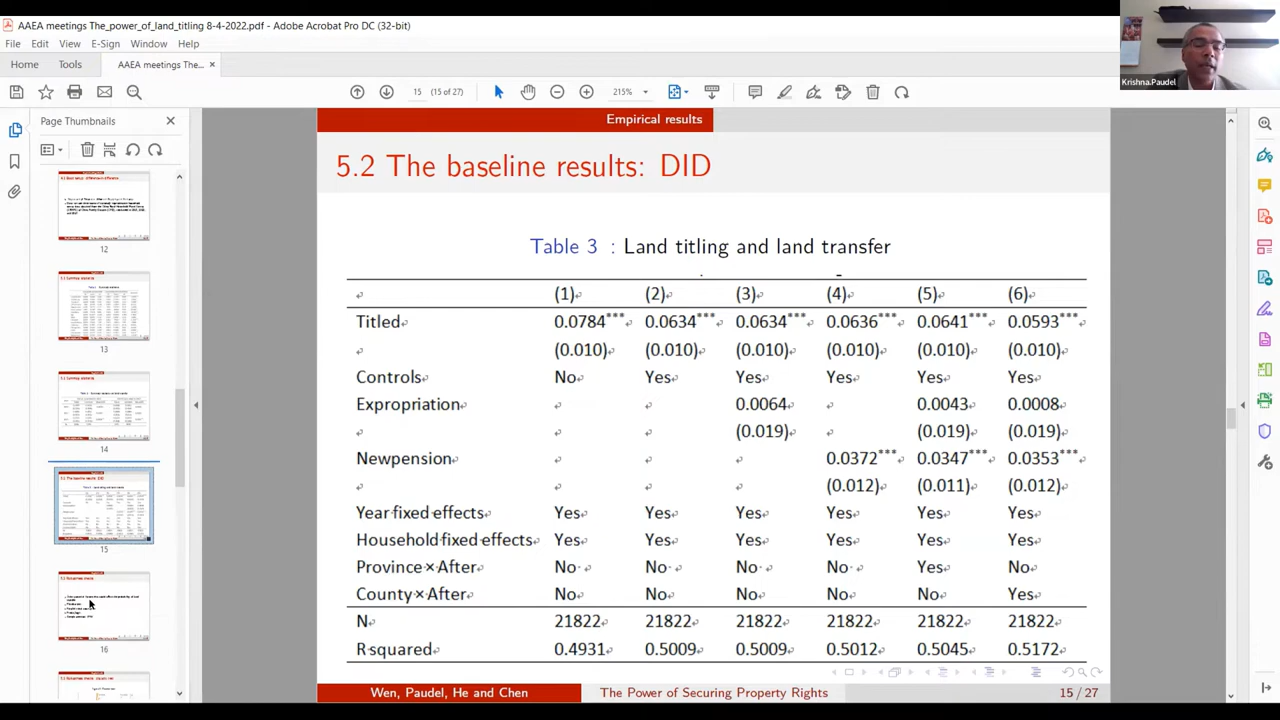 AAEA meetings The_power_of_land_titling 8-4-2022.pdf - Adobe Acrobat Pro DC (32-bit)
File Edit View E-Sign Window Help
Home Tools AAEA meetings The... ×
15 (15 of 27) 215%
Krishna.Paudel
Page Thumbnails ×
12
13
14
15
16
Empirical results
5.2 The baseline results: DID
Table 3 : Land titling and land transfer
(1) (2) (3) (4) (5) (6)
Titled 0.0784*** 0.0634*** 0.0634*** 0.0636*** 0.0641*** 0.0593***
(0.010) (0.010) (0.010) (0.010) (0.010) (0.010)
Controls No Yes Yes Yes Yes Yes
Expropriation 0.0064 0.0043 0.0008
(0.019) (0.019) (0.019)
Newpension 0.0372*** 0.0347*** 0.0353***
(0.012) (0.011) (0.012)
Year fixed effects Yes Yes Yes Yes Yes Yes
Household fixed effects Yes Yes Yes Yes Yes Yes
Province × After No No No No Yes No
County × After No No No No No Yes
N 21822 21822 21822 21822 21822 21822
R squared 0.4931 0.5009 0.5009 0.5012 0.5045 0.5172
Wen, Paudel, He and Chen The Power of Securing Property Rights 15 / 27